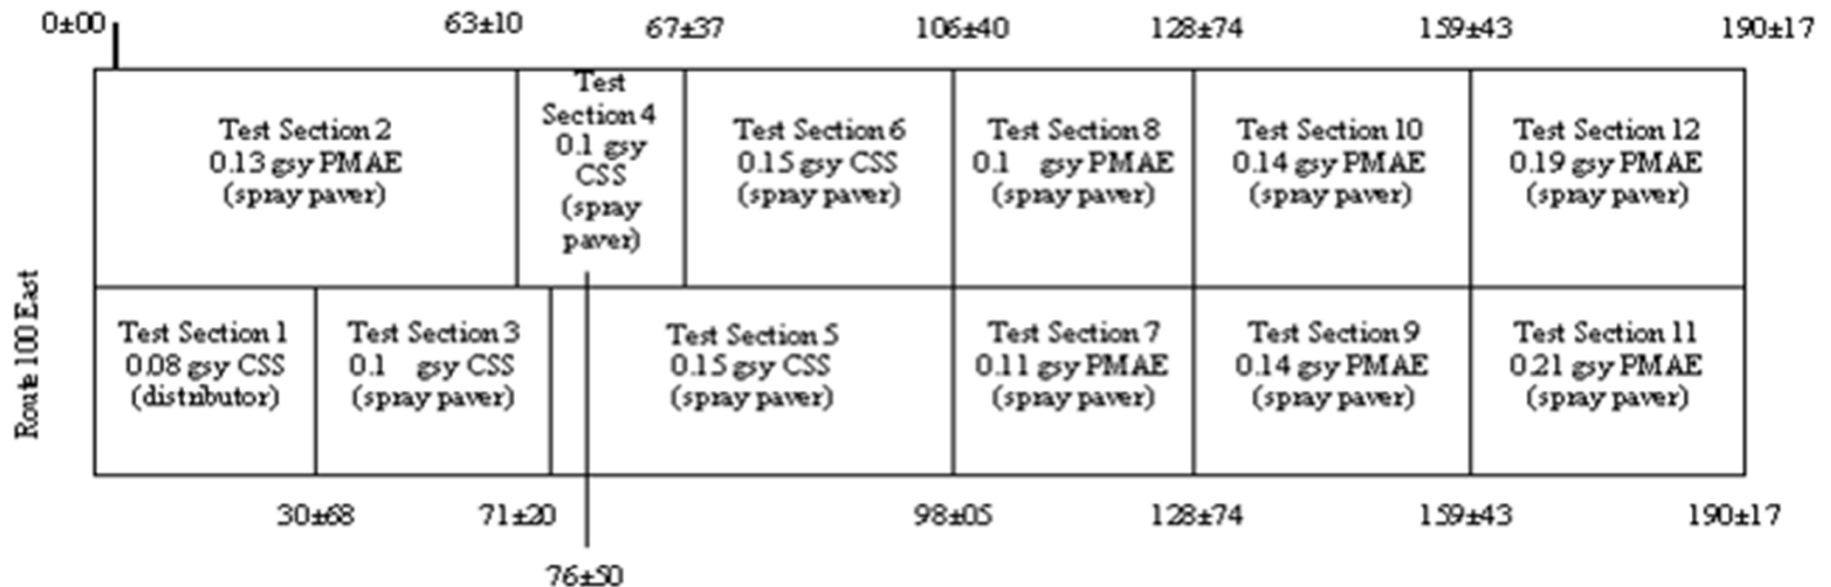 0±00
63±10
67±37
106±40
128±74
159±43
190±17
Test Section 2
0.13 gsy PMAE
(spray paver)
Test
Section 4
0.1 gsy
CSS
(spray
paver)
Test Section 6
0.15 gsy CSS
(spray paver)
Test Section 8
0.1 gsy PMAE
(spray paver)
Test Section 10
0.14 gsy PMAE
(spray paver)
Test Section 12
0.19 gsy PMAE
(spray paver)
Route 100 East
Test Section 1
0.08 gsy CSS
(distributor)
Test Section 3
0.1 gsy CSS
(spray paver)
Test Section 5
0.15 gsy CSS
(spray paver)
Test Section 7
0.11 gsy PMAE
(spray paver)
Test Section 9
0.14 gsy PMAE
(spray paver)
Test Section 11
0.21 gsy PMAE
(spray paver)
30±68
71±20
98±05
128±74
159±43
190±17
76±50